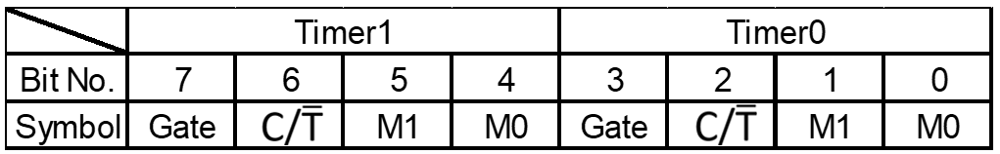 Timer1 Timer0
Bit No. 7 6 5 4 3 2 1 0
Symbol Gate C/T̅ M1 M0 Gate C/T̅ M1 M0